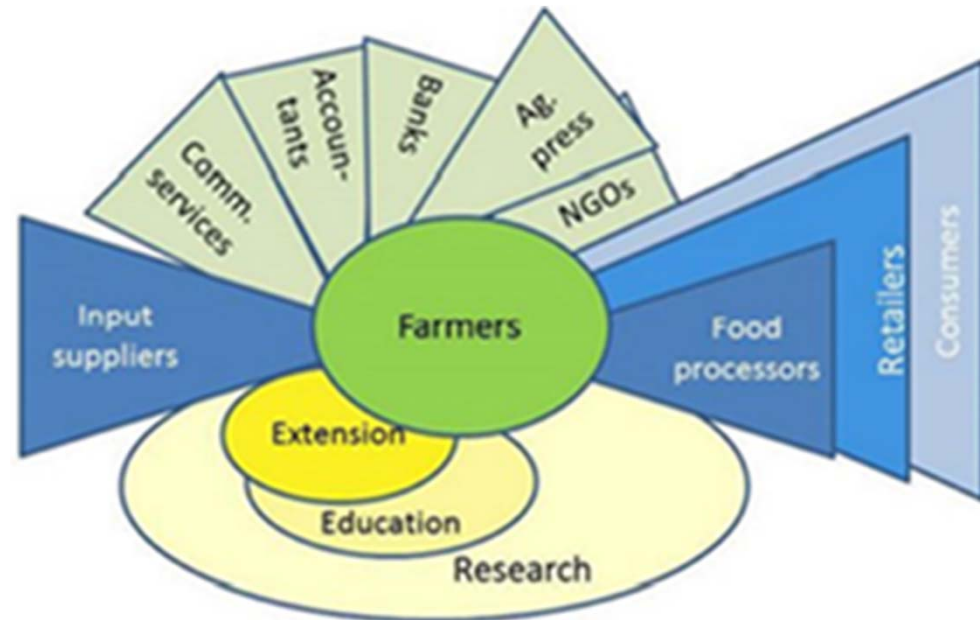 Comm.
services
Accoun-
tants
Banks
Ag.
press
NGOs
Input
suppliers
Farmers
Food
processors
Retailers
Consumers
Extension
Education
Research